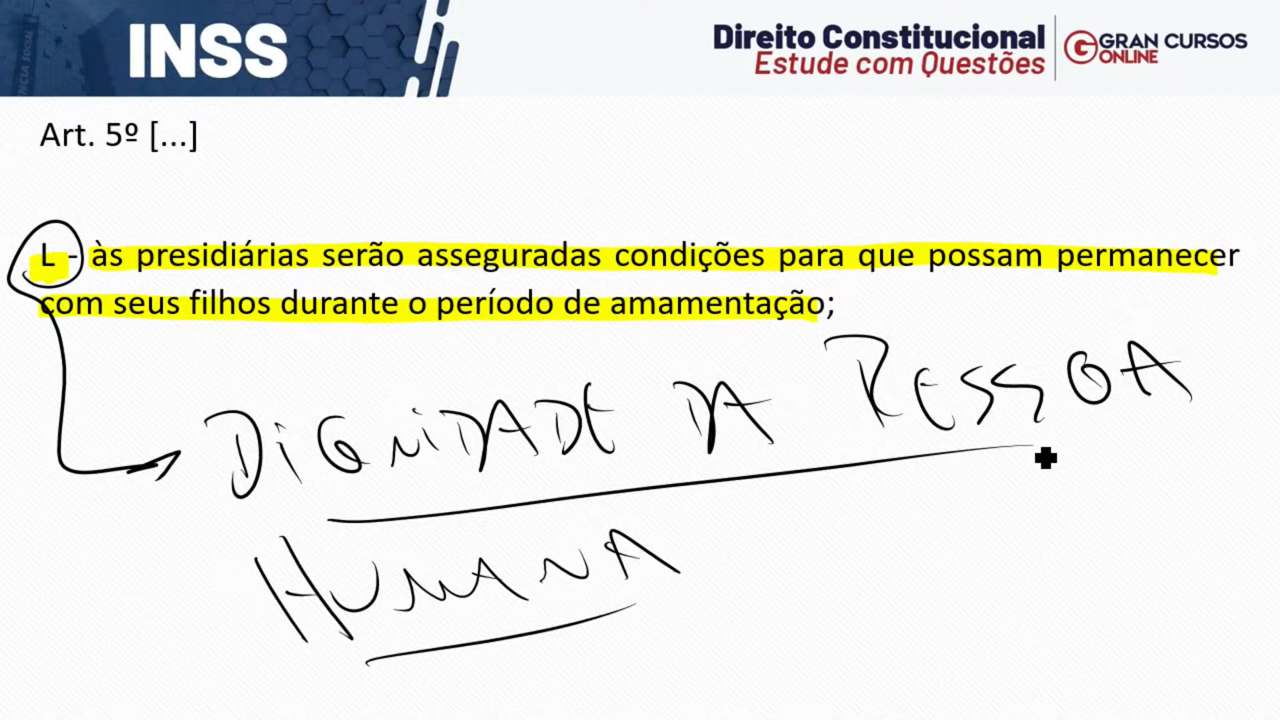 INSS
Direito Constitucional
Estude com Questões
GRAN CURSOS
ONLINE
Art. 5º [...]
L - às presidiárias serão asseguradas condições para que possam permanecer
com seus filhos durante o período de amamentação;
DIGNIDADE DA PESSOA
HUMANA